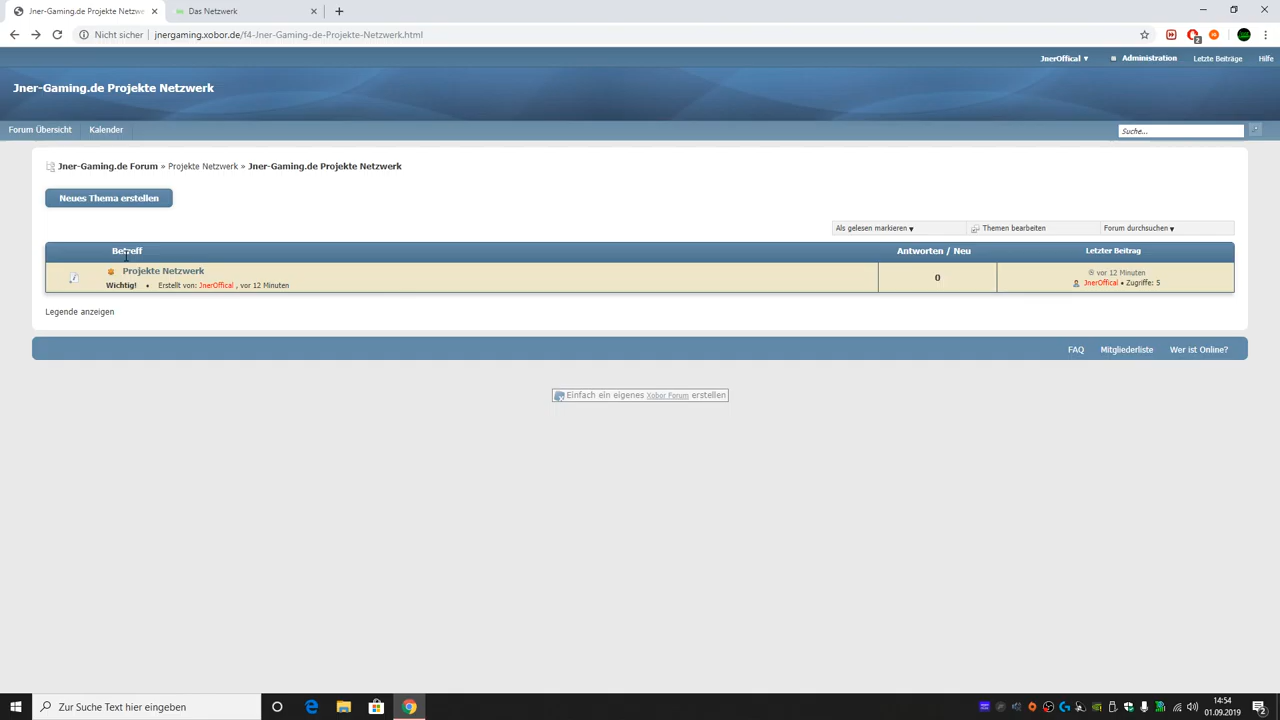 Jner-Gaming.de Projekte Netzwerk
Das Netzwerk
Nicht sicher
jnergaming.xobor.de/f4-Jner-Gaming-de-Projekte-Netzwerk.html
2
JnerOffical ▾
Administration
Letzte Beiträge
Hilfe
Jner-Gaming.de Projekte Netzwerk
Forum Übersicht
Kalender
Suche...
Jner-Gaming.de Forum » Projekte Netzwerk » Jner-Gaming.de Projekte Netzwerk
Neues Thema erstellen
Als gelesen markieren ▾
Themen bearbeiten
Forum durchsuchen ▾
Betreff
Antworten / Neu
Letzter Beitrag
Projekte Netzwerk
Wichtig! • Erstellt von: JnerOffical , vor 12 Minuten
0
vor 12 Minuten
JnerOffical • Zugriffe: 5
Legende anzeigen
FAQ
Mitgliederliste
Wer ist Online?
Einfach ein eigenes Xobor Forum erstellen
Zur Suche Text hier eingeben
14:54
01.09.2019
2